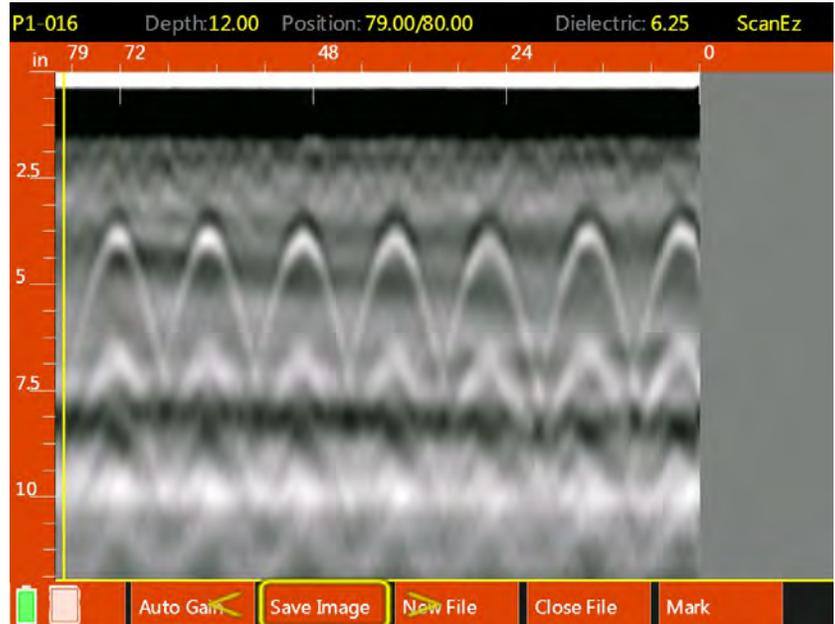 P1-016 Depth:12.00 Position: 79.00/80.00 Dielectric: 6.25 ScanEz
in 79 72 48 24 0
2.5
5
7.5
10
Auto Gain < Save Image New > File Close File Mark